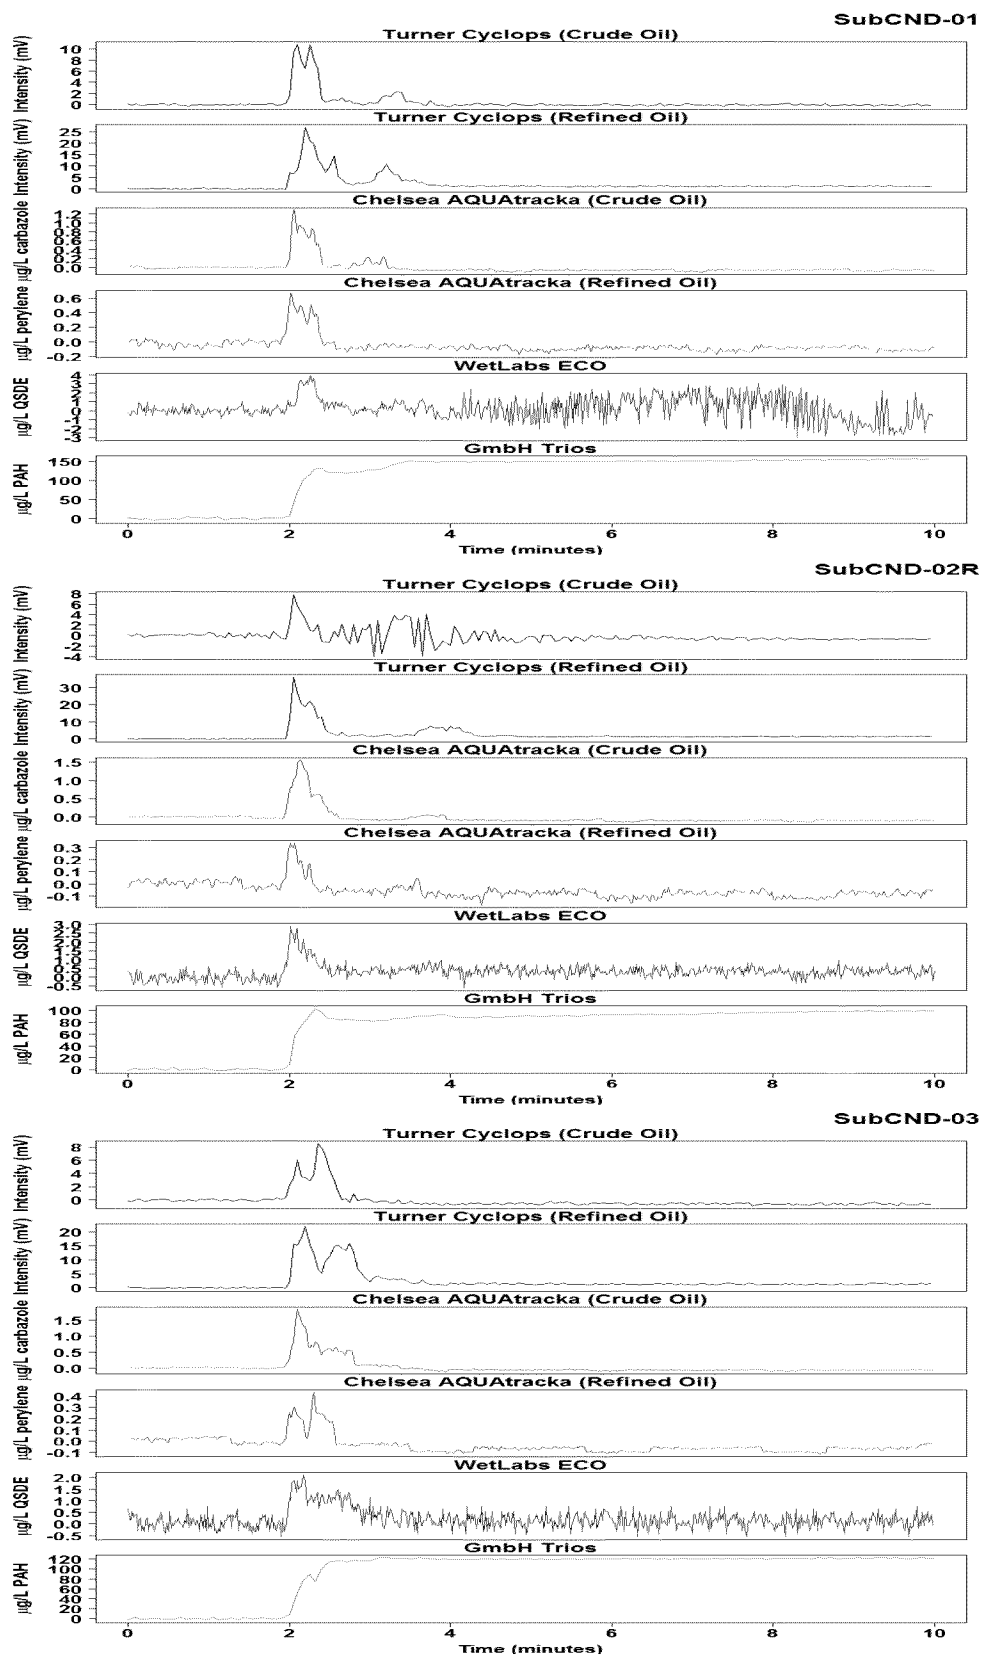 SubCND-01
Turner Cyclops (Crude Oil)
Intensity (mV)
10
8
6
4
2
0
Turner Cyclops (Refined Oil)
Intensity (mV)
25
20
15
10
5
0
Chelsea AQUAtracka (Crude Oil)
µg/L carbazole
1.2
1.0
0.8
0.6
0.4
0.2
0.0
Chelsea AQUAtracka (Refined Oil)
µg/L perylene
0.6
0.4
0.2
0.0
-0.2
WetLabs ECO
µg/L QSDE
4
3
2
1
0
-1
-2
-3
GmbH Trios
µg/L PAH
150
100
50
0
0 2 4 6 8 10
Time (minutes)
SubCND-02R
Turner Cyclops (Crude Oil)
Intensity (mV)
8
6
4
2
0
-2
-4
Turner Cyclops (Refined Oil)
Intensity (mV)
30
20
10
0
Chelsea AQUAtracka (Crude Oil)
µg/L carbazole
1.5
1.0
0.5
0.0
Chelsea AQUAtracka (Refined Oil)
µg/L perylene
0.3
0.2
0.1
0.0
-0.1
WetLabs ECO
µg/L QSDE
3.0
2.5
2.0
1.5
1.0
0.5
0.0
-0.5
GmbH Trios
µg/L PAH
100
80
60
40
20
0
0 2 4 6 8 10
Time (minutes)
SubCND-03
Turner Cyclops (Crude Oil)
Intensity (mV)
8
6
4
2
0
Turner Cyclops (Refined Oil)
Intensity (mV)
20
15
10
5
0
Chelsea AQUAtracka (Crude Oil)
µg/L carbazole
1.5
1.0
0.5
0.0
Chelsea AQUAtracka (Refined Oil)
µg/L perylene
0.4
0.3
0.2
0.1
0.0
-0.1
WetLabs ECO
µg/L QSDE
2.0
1.5
1.0
0.5
0.0
-0.5
GmbH Trios
µg/L PAH
120
100
80
60
40
20
0
0 2 4 6 8 10
Time (minutes)